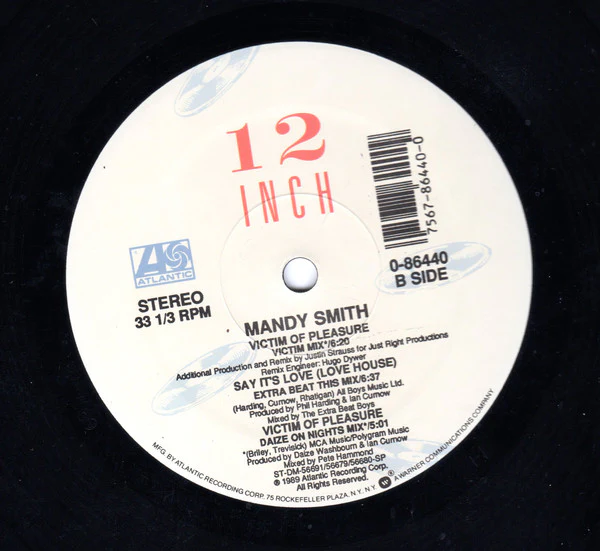 12
INCH
7567-86440-0
0-86440
B SIDE
ATLANTIC
STEREO
33 1/3 RPM
MANDY SMITH
VICTIM OF PLEASURE
VICTIM MIX*/6:20
Additional Production and Remix by Justin Strauss for Just Right Productions
Remix Engineer: Hugo Dwyer
SAY IT'S LOVE (LOVE HOUSE)
EXTRA BEAT THIS MIX/6:37
(Harding, Curnow, Rhatigan) All Boys Music Ltd.
Produced by Phil Harding & Ian Curnow
Mixed by The Extra Beat Boys
VICTIM OF PLEASURE
DAIZE ON NIGHTS MIX*/5:01
*(Briley, Trevisick) MCA Music/Polygram Music
Produced by Daize Washbourn & Ian Curnow
Mixed by Pete Hammond
ST-DM-56691/56679/56680-SP
℗ 1989 Atlantic Recording Corp.
All Rights Reserved.
MFG. BY ATLANTIC RECORDING CORP. 75 ROCKEFELLER PLAZA, N.Y. N.Y. A WARNER COMMUNICATIONS COMPANY